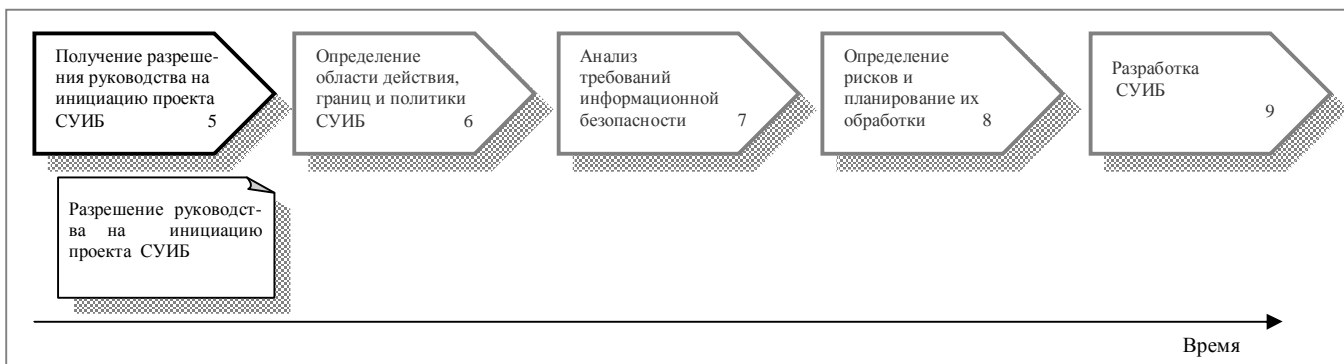 Получение разреше-
ния руководства на
инициацию проекта
СУИБ 5
Определение
области действия,
границ и политики
СУИБ 6
Анализ
требований
информационной
безопасности 7
Определение
рисков и
планирование их
обработки 8
Разработка
СУИБ
9
Разрешение руководст-
ва на инициацию
проекта СУИБ
Время